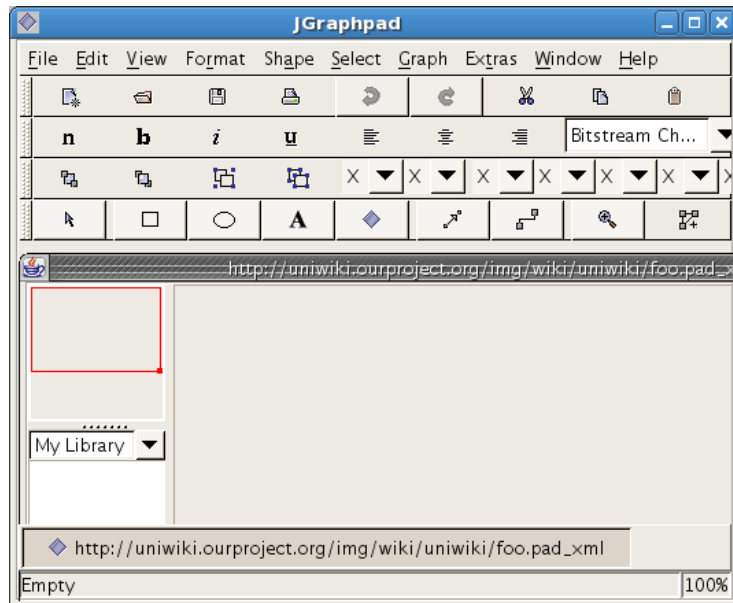 JGraphpad
File Edit View Format Shape Select Graph Extras Window Help
n b i u Bitstream Ch...
X X X X X X
A
http://uniwiki.ourproject.org/img/wiki/uniwiki/foo.pad_x
My Library
http://uniwiki.ourproject.org/img/wiki/uniwiki/foo.pad_xml
Empty 100%